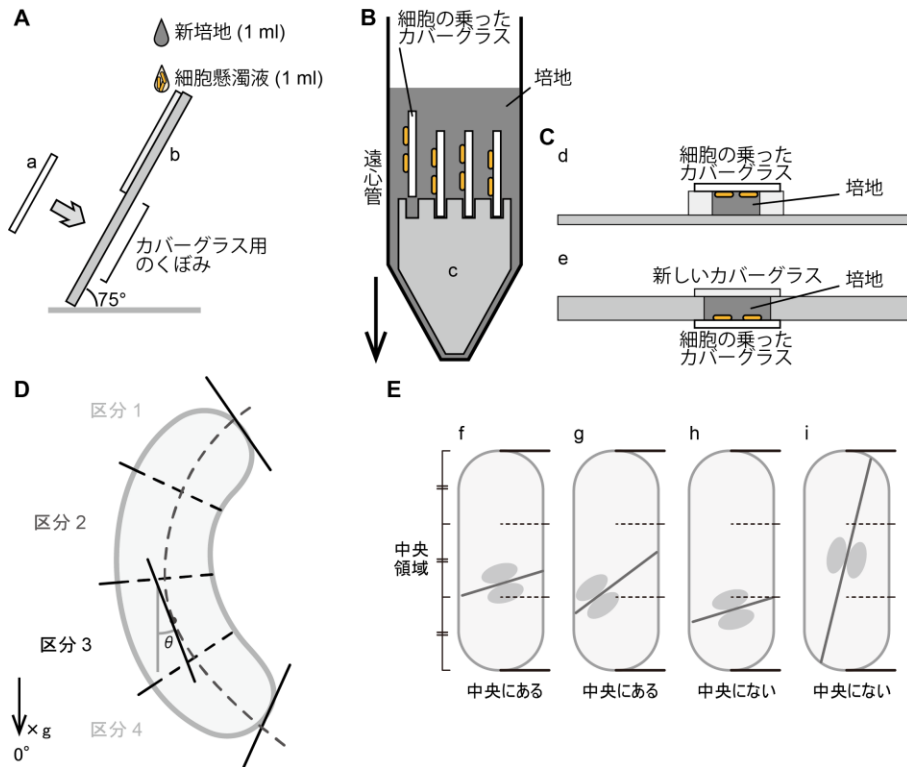 A
新培地 (1 ml)
細胞懸濁液 (1 ml)
a
b
カバーグラス用
のくぼみ
75°
B
細胞の乗った
カバーグラス
培地
遠心管
c
C
d
細胞の乗った
カバーグラス
培地
e
新しいカバーグラス
培地
細胞の乗った
カバーグラス
D
区分 1
区分 2
区分 3
θ
区分 4
× g
0°
E
f
g
h
i
中央
領域
中央にある
中央にある
中央にない
中央にない